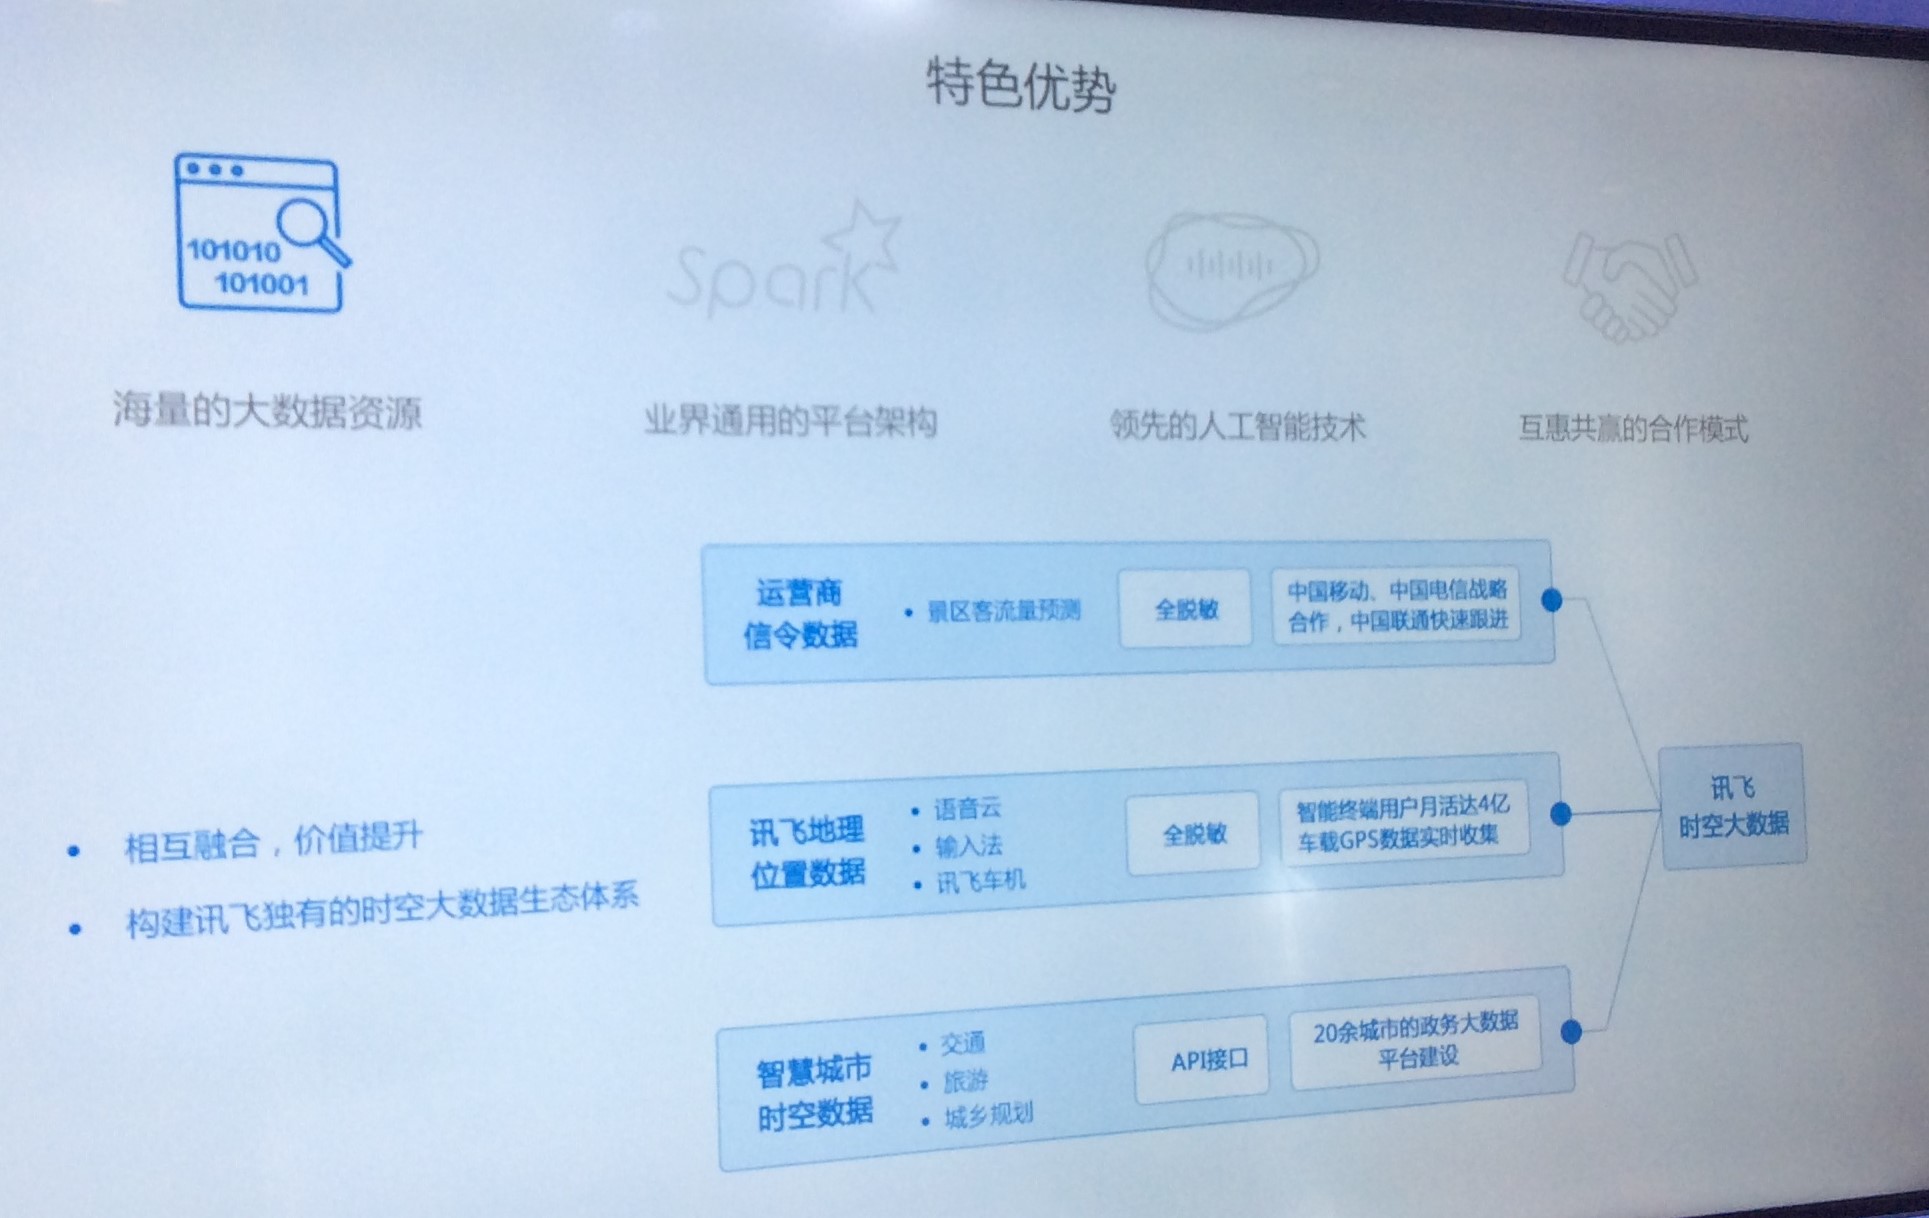 特色优势
101010
101001
Spark
海量的大数据资源
业界通用的平台架构
领先的人工智能技术
互惠共赢的合作模式
相互融合，价值提升
构建讯飞独有的时空大数据生态体系
运营商
信令数据
景区客流量预测
全脱敏
中国移动、中国电信战略
合作，中国联通快速跟进
讯飞地理
位置数据
语音云
输入法
讯飞车机
全脱敏
智能终端用户月活达4亿
车载GPS数据实时收集
智慧城市
时空数据
交通
旅游
城乡规划
API接口
20余城市的政务大数据
平台建设
讯飞
时空大数据